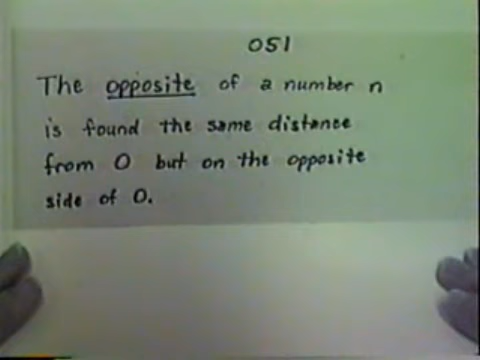 051
The opposite of a number n
is found the same distance
from 0 but on the opposite
side of 0.